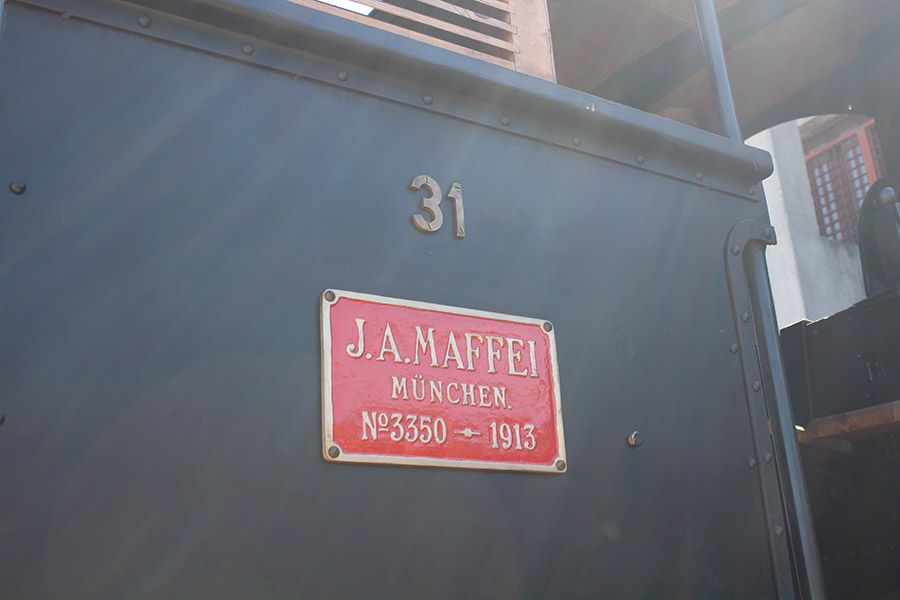 31
J.A.MAFFEI
MÜNCHEN.
Nº3350 - 1913